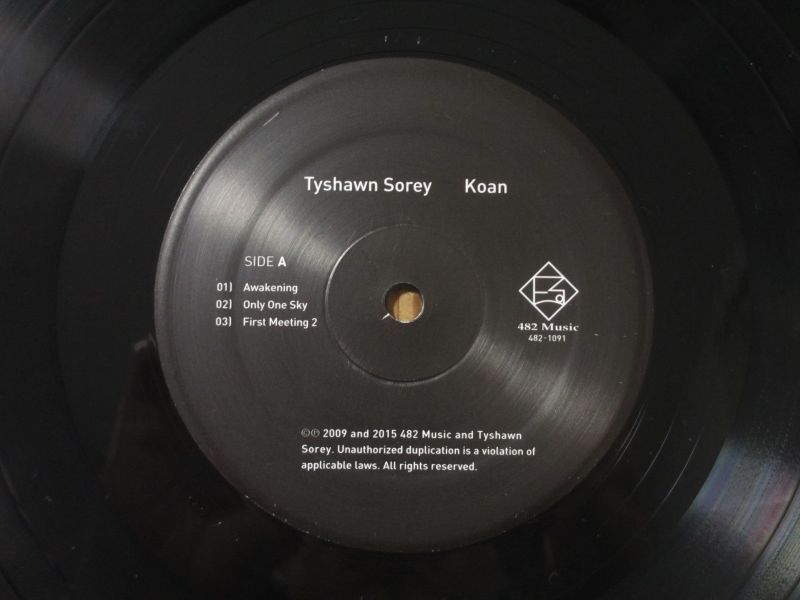 Tyshawn Sorey Koan
SIDE A
01) Awakening
02) Only One Sky
03) First Meeting 2
482 Music
482-1091
©℗ 2009 and 2015 482 Music and Tyshawn
Sorey. Unauthorized duplication is a violation of
applicable laws. All rights reserved.